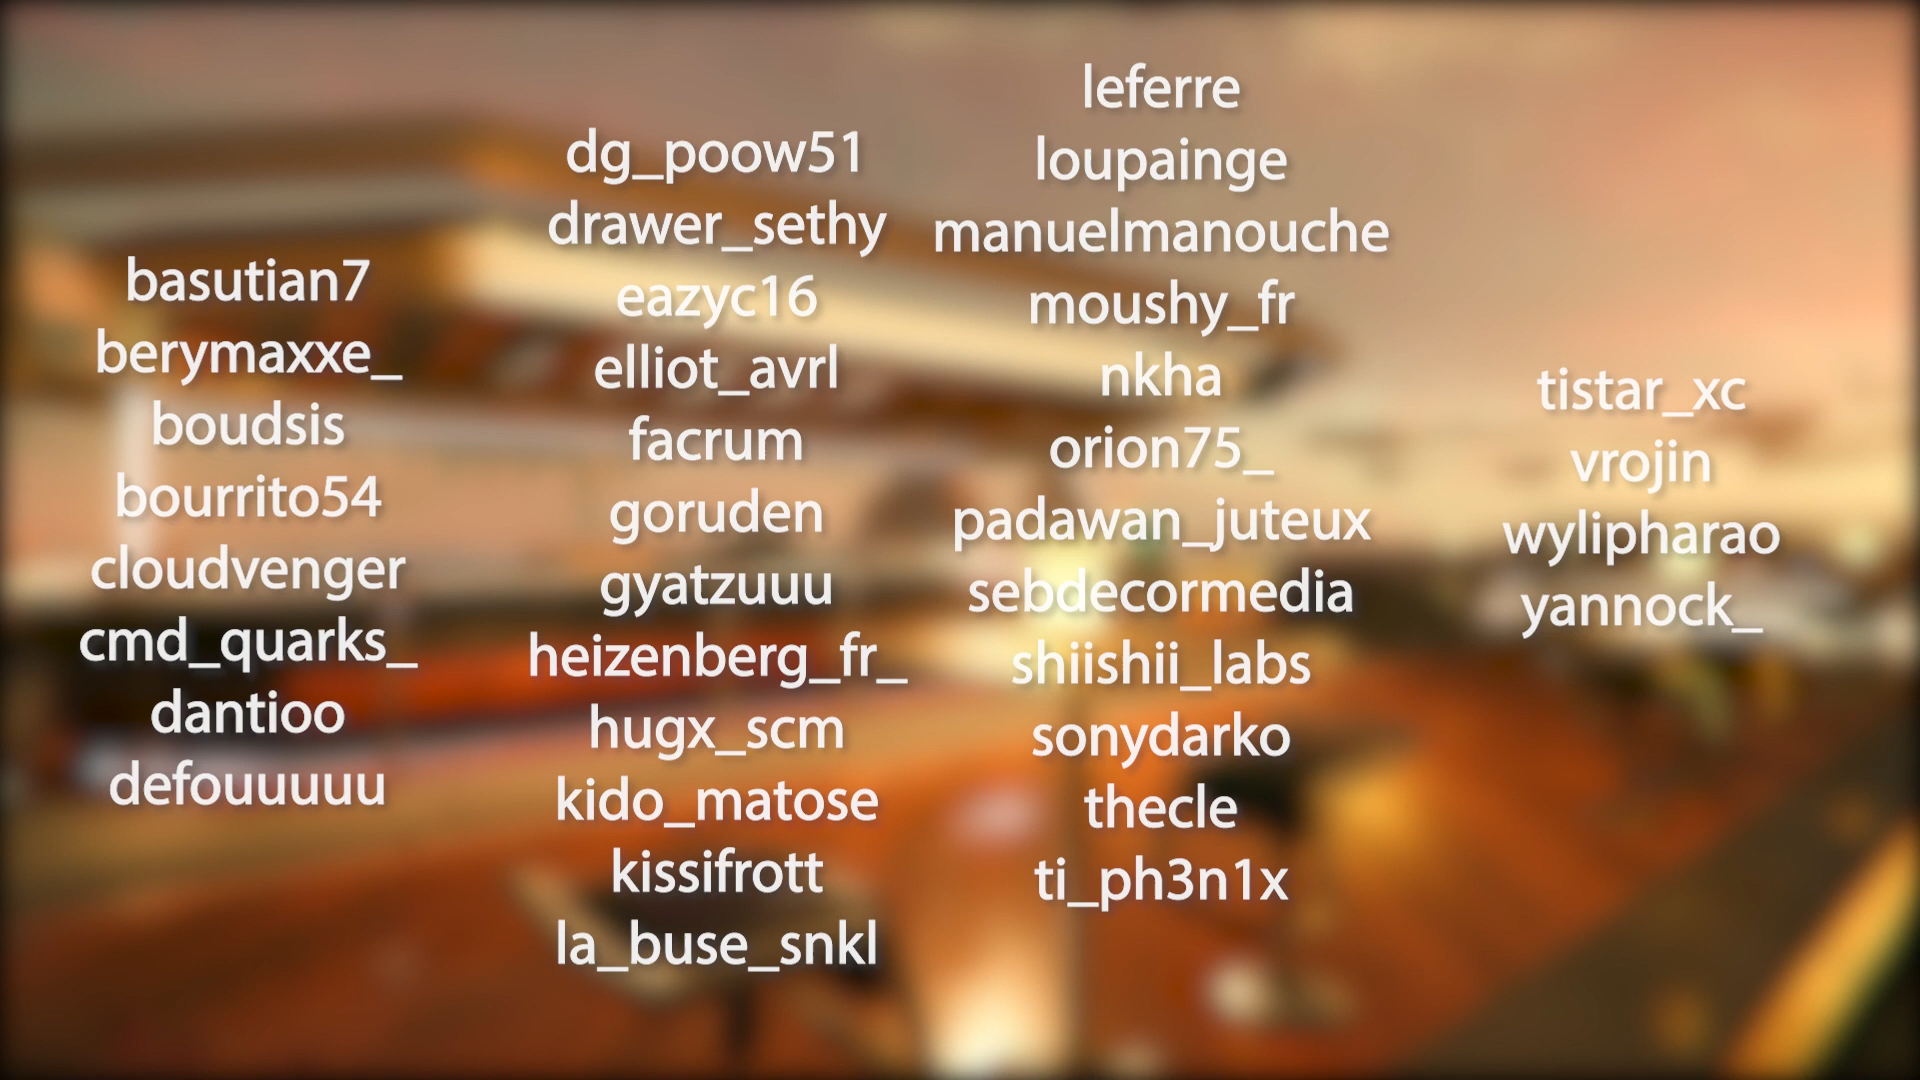 basutian7
berymaxxe_
boudsis
bourrito54
cloudvenger
cmd_quarks_
dantioo
defouuuuu
dg_poow51
drawer_sethy
eazyc16
elliot_avrl
facrum
goruden
gyatzuuu
heizenberg_fr_
hugx_scm
kido_matose
kissifrott
la_buse_snkl
leferre
loupainge
manuelmanouche
moushy_fr
nkha
orion75_
padawan_juteux
sebdecormedia
shiishii_labs
sonydarko
thecle
ti_ph3n1x
tistar_xc
vrojin
wylipharao
yannock_